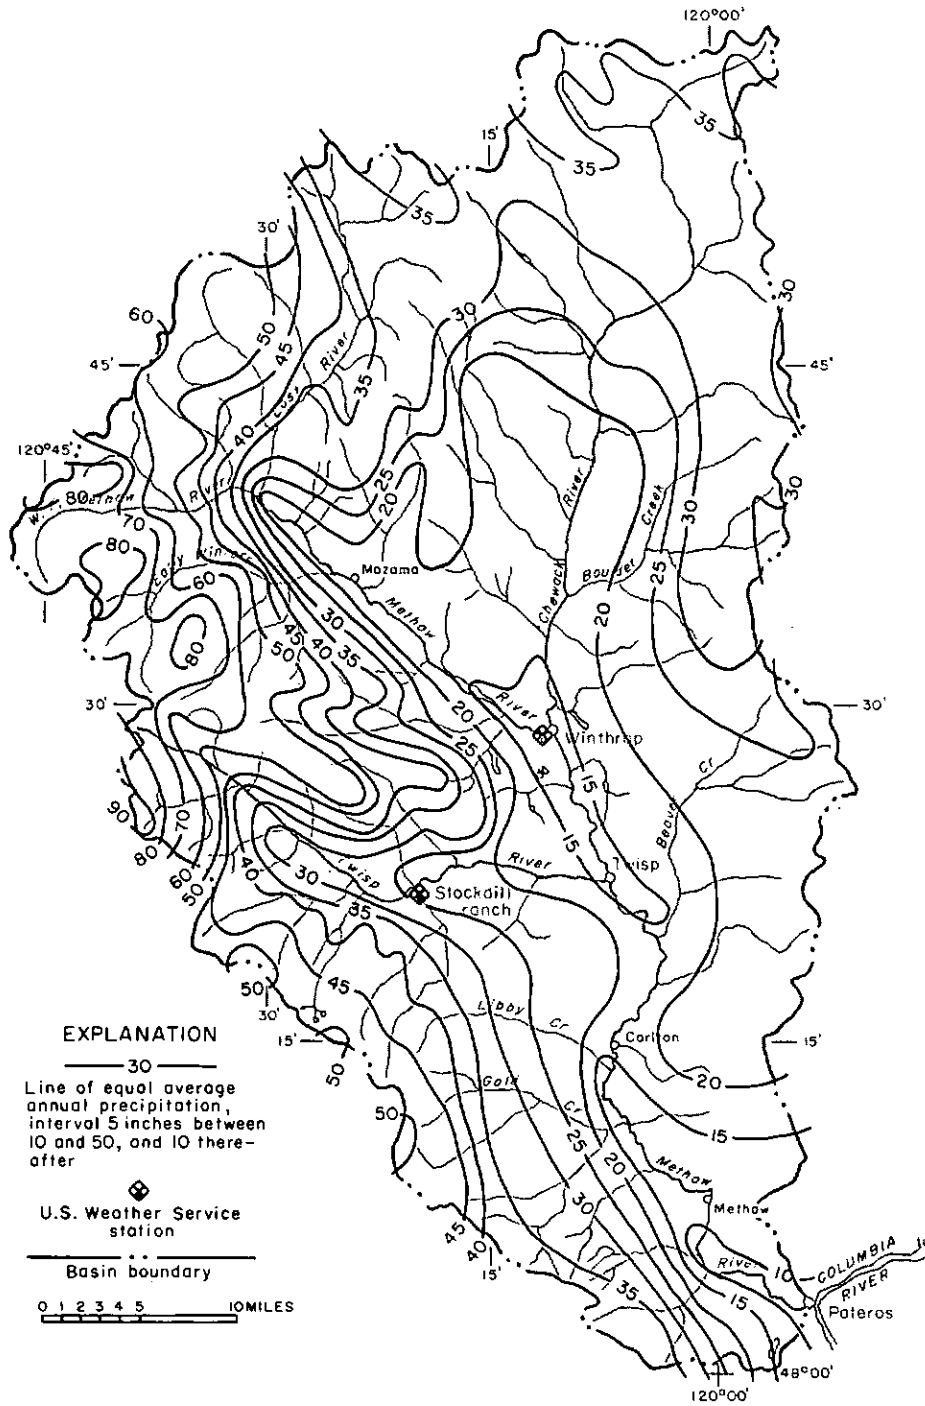 120°00'
35
15'
35
35
30'
30
60
50
30
45'
45
45'
River
35
Lost
40
120°45'
25
80
River
20
Creek
30
30
70
River
80
Early Winters
25
Mazama
Boulder
60
Methow
Chewack
20
30
45
40
35
50
80
30'
20
River
30'
25
Winthrop
15
Cr
Beaver
90
70
15
80
Twisp
River
Twisp
60
40
30
50
Stockdill
ranch
35
45
50
30'
Libby
Cr
EXPLANATION
15'
Carlton
15'
30
50
20
Line of equal average
annual precipitation,
interval 5 inches between
10 and 50, and 10 there-
after
Gold
Cr
50
15
25
20
Methow
U.S. Weather Service
station
30
Methow
45
40
Basin boundary
15'
River
10
COLUMBIA
RIVER
35
15
Pateros
0 1 2 3 4 5 10 MILES
48°00'
120°00'